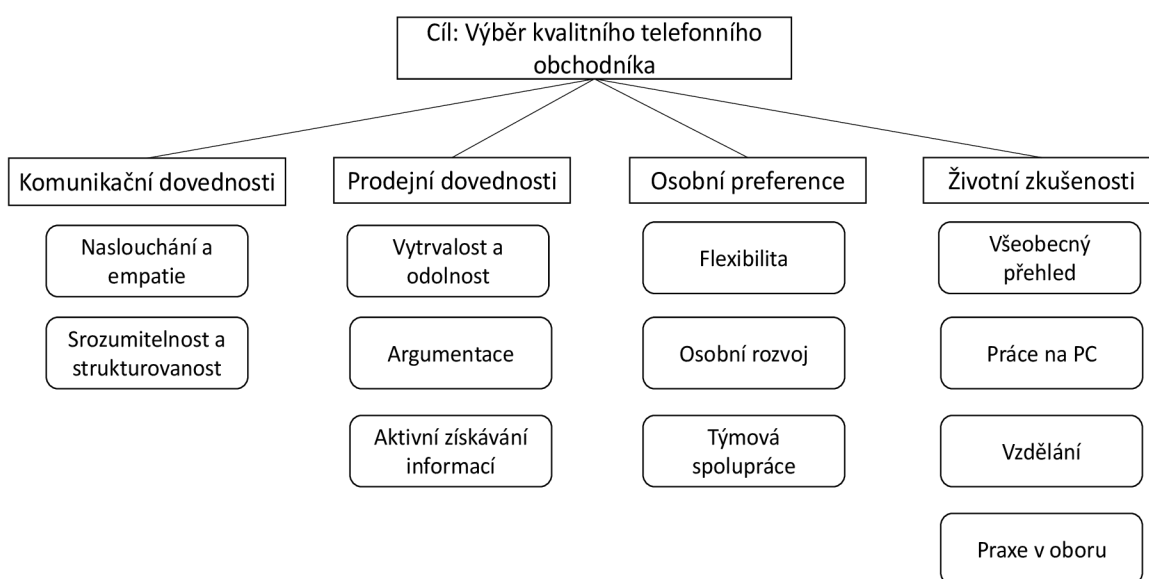 Cíl: Výběr kvalitního telefonního
obchodníka
Komunikační dovednosti
Prodejní dovednosti
Osobní preference
Životní zkušenosti
Naslouchání a
empatie
Vytrvalost a
odolnost
Flexibilita
Všeobecný
přehled
Srozumitelnost a
strukturovanost
Argumentace
Osobní rozvoj
Práce na PC
Aktivní získávání
informací
Týmová
spolupráce
Vzdělání
Praxe v oboru